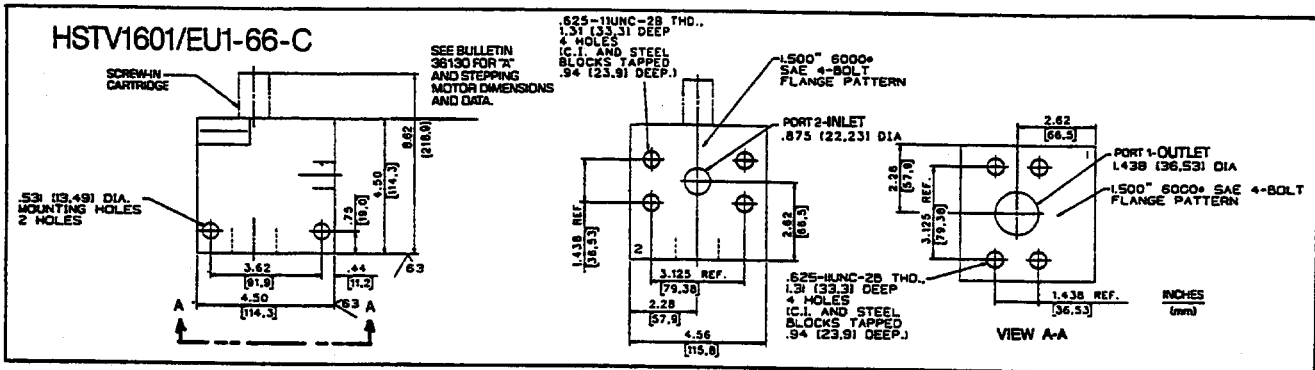 HSTV1601/EU1-66-C
SCREW-IN
CARTRIDGE
SEE BULLETIN
36130 FOR "A"
AND STEPPING
MOTOR DIMENSIONS
AND DATA.
8.62
[218,9]
4.50
[114,3]
.75
[19,0]
.531 (13,49) DIA.
MOUNTING HOLES
2 HOLES
3.62
[91,9]
.44
[11,2]
4.50
[114,3]
63
63
A
A
.625-11UNC-2B THD.,
1.31 (33,3) DEEP
4 HOLES
(C.I. AND STEEL
BLOCKS TAPPED
.94 (23,9) DEEP.)
1.500" 6000#
SAE 4-BOLT
FLANGE PATTERN
PORT 2-INLET
.875 (22,23) DIA
1.438 REF.
[36,53]
2.62
[66,5]
2
3.125 REF.
[79,38]
2.28
[57,9]
4.56
[115,8]
2.62
[66,5]
2.28
[57,9]
3.125 REF.
[79,38]
1
PORT 1-OUTLET
1.438 (36,53) DIA
1.500" 6000# SAE 4-BOLT
FLANGE PATTERN
.625-11UNC-2B THD.,
1.31 (33,3) DEEP
4 HOLES
(C.I. AND STEEL
BLOCKS TAPPED
.94 (23,9) DEEP.)
1.438 REF.
[36,53]
VIEW A-A
INCHES
(mm)